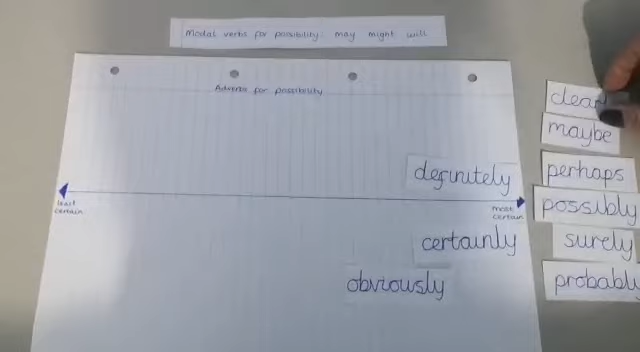 Modal verbs for possibility: may might will
Adverbs for possibility
clear
maybe
definitely
perhaps
least
certain
most
certain
possibly
certainly
surely
obviously
probably